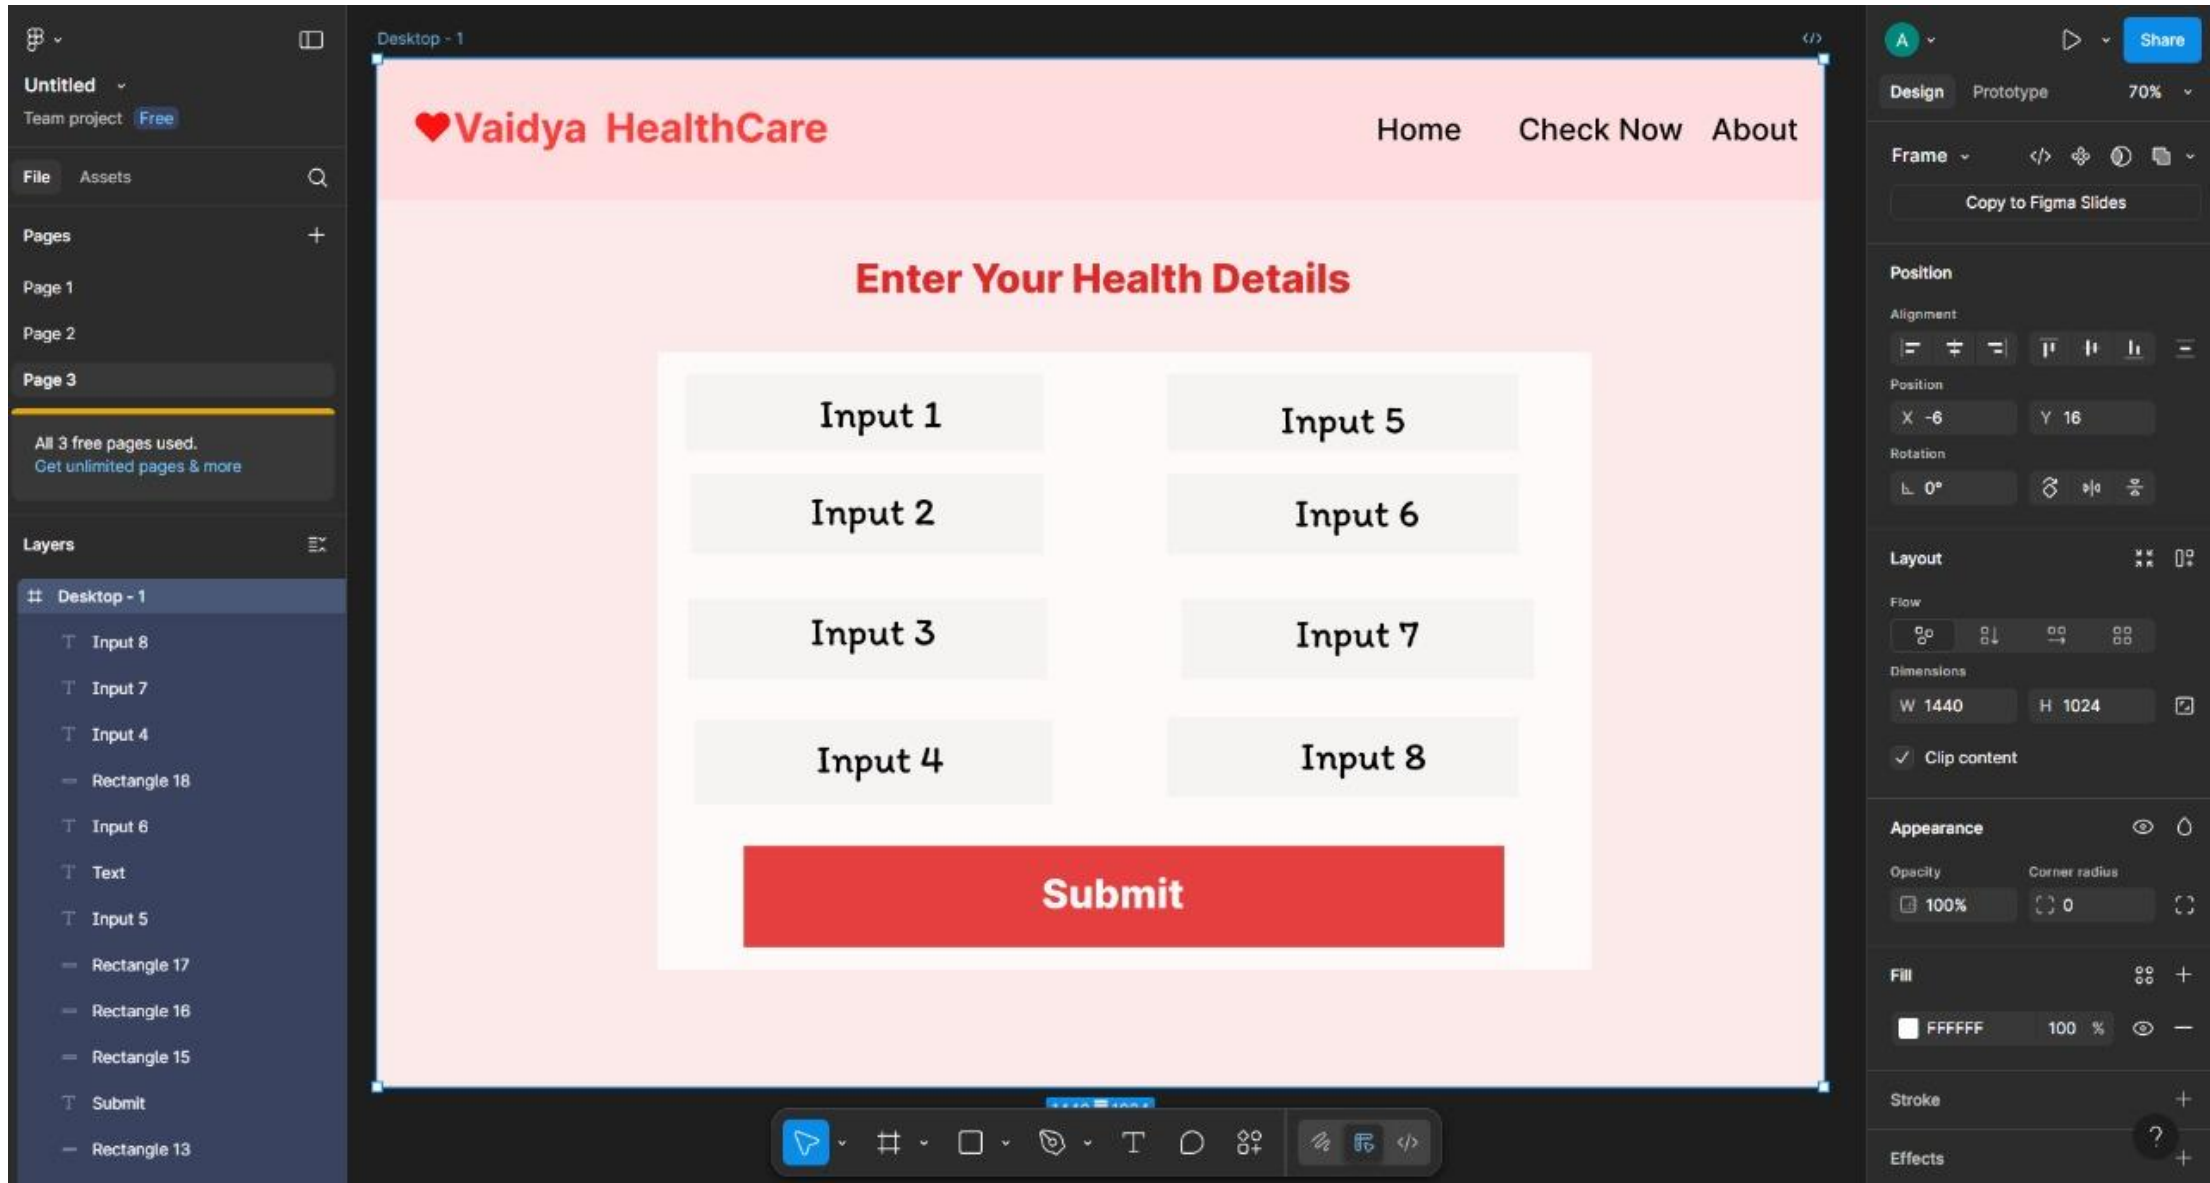 Untitled
Team project Free
File Assets
Pages
Page 1
Page 2
Page 3
All 3 free pages used.
Get unlimited pages & more
Layers
Desktop - 1
Input 8
Input 7
Input 4
Rectangle 18
Input 6
Text
Input 5
Rectangle 17
Rectangle 16
Rectangle 15
Submit
Rectangle 13
Desktop - 1
Vaidya HealthCare
Home Check Now About
Enter Your Health Details
Input 1 Input 5
Input 2 Input 6
Input 3 Input 7
Input 4 Input 8
Submit
A Share
Design Prototype 70%
Frame
Copy to Figma Slides
Position
Alignment
Position
X -6 Y 16
Rotation
0°
Layout
Flow
Dimensions
W 1440 H 1024
Clip content
Appearance
Opacity Corner radius
100% 0
Fill
FFFFFF 100 %
Stroke
?
Effects